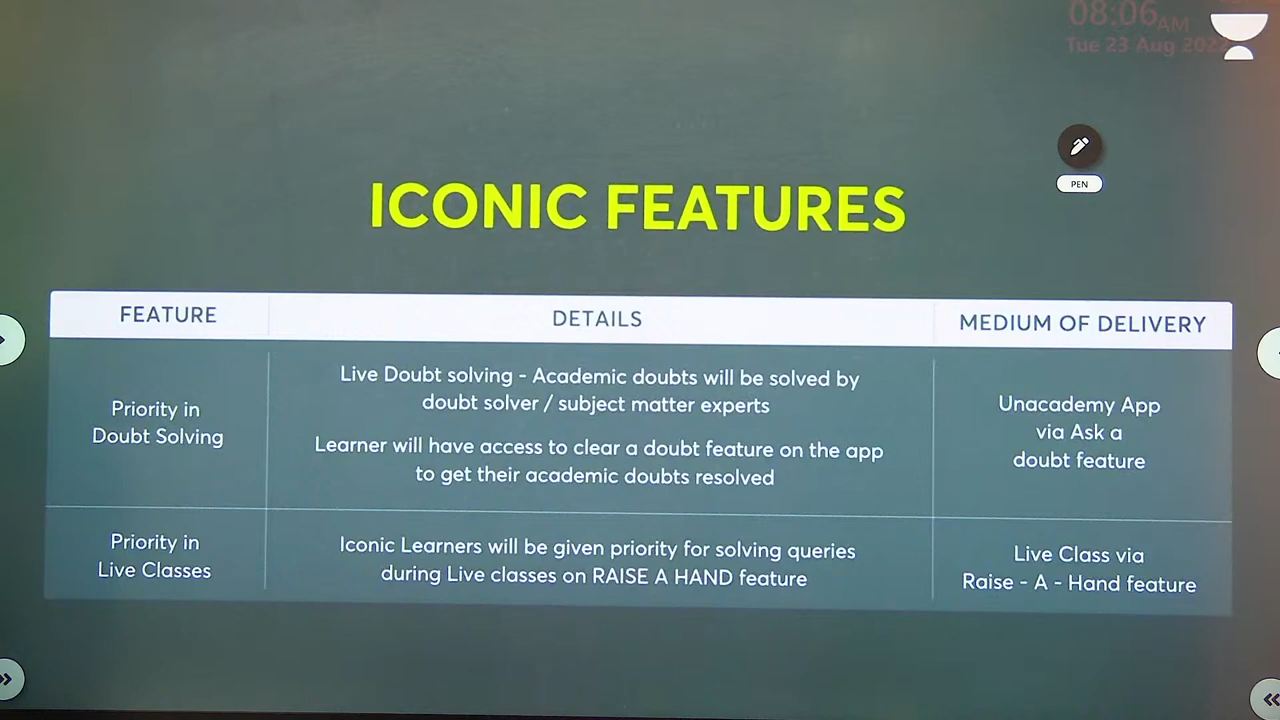 08:06AM
Tue 23 Aug 2022
PEN
ICONIC FEATURES
FEATURE
DETAILS
MEDIUM OF DELIVERY
Priority in
Doubt Solving
Live Doubt solving - Academic doubts will be solved by
doubt solver / subject matter experts
Learner will have access to clear a doubt feature on the app
to get their academic doubts resolved
Unacademy App
via Ask a
doubt feature
Priority in
Live Classes
Iconic Learners will be given priority for solving queries
during Live classes on RAISE A HAND feature
Live Class via
Raise - A - Hand feature